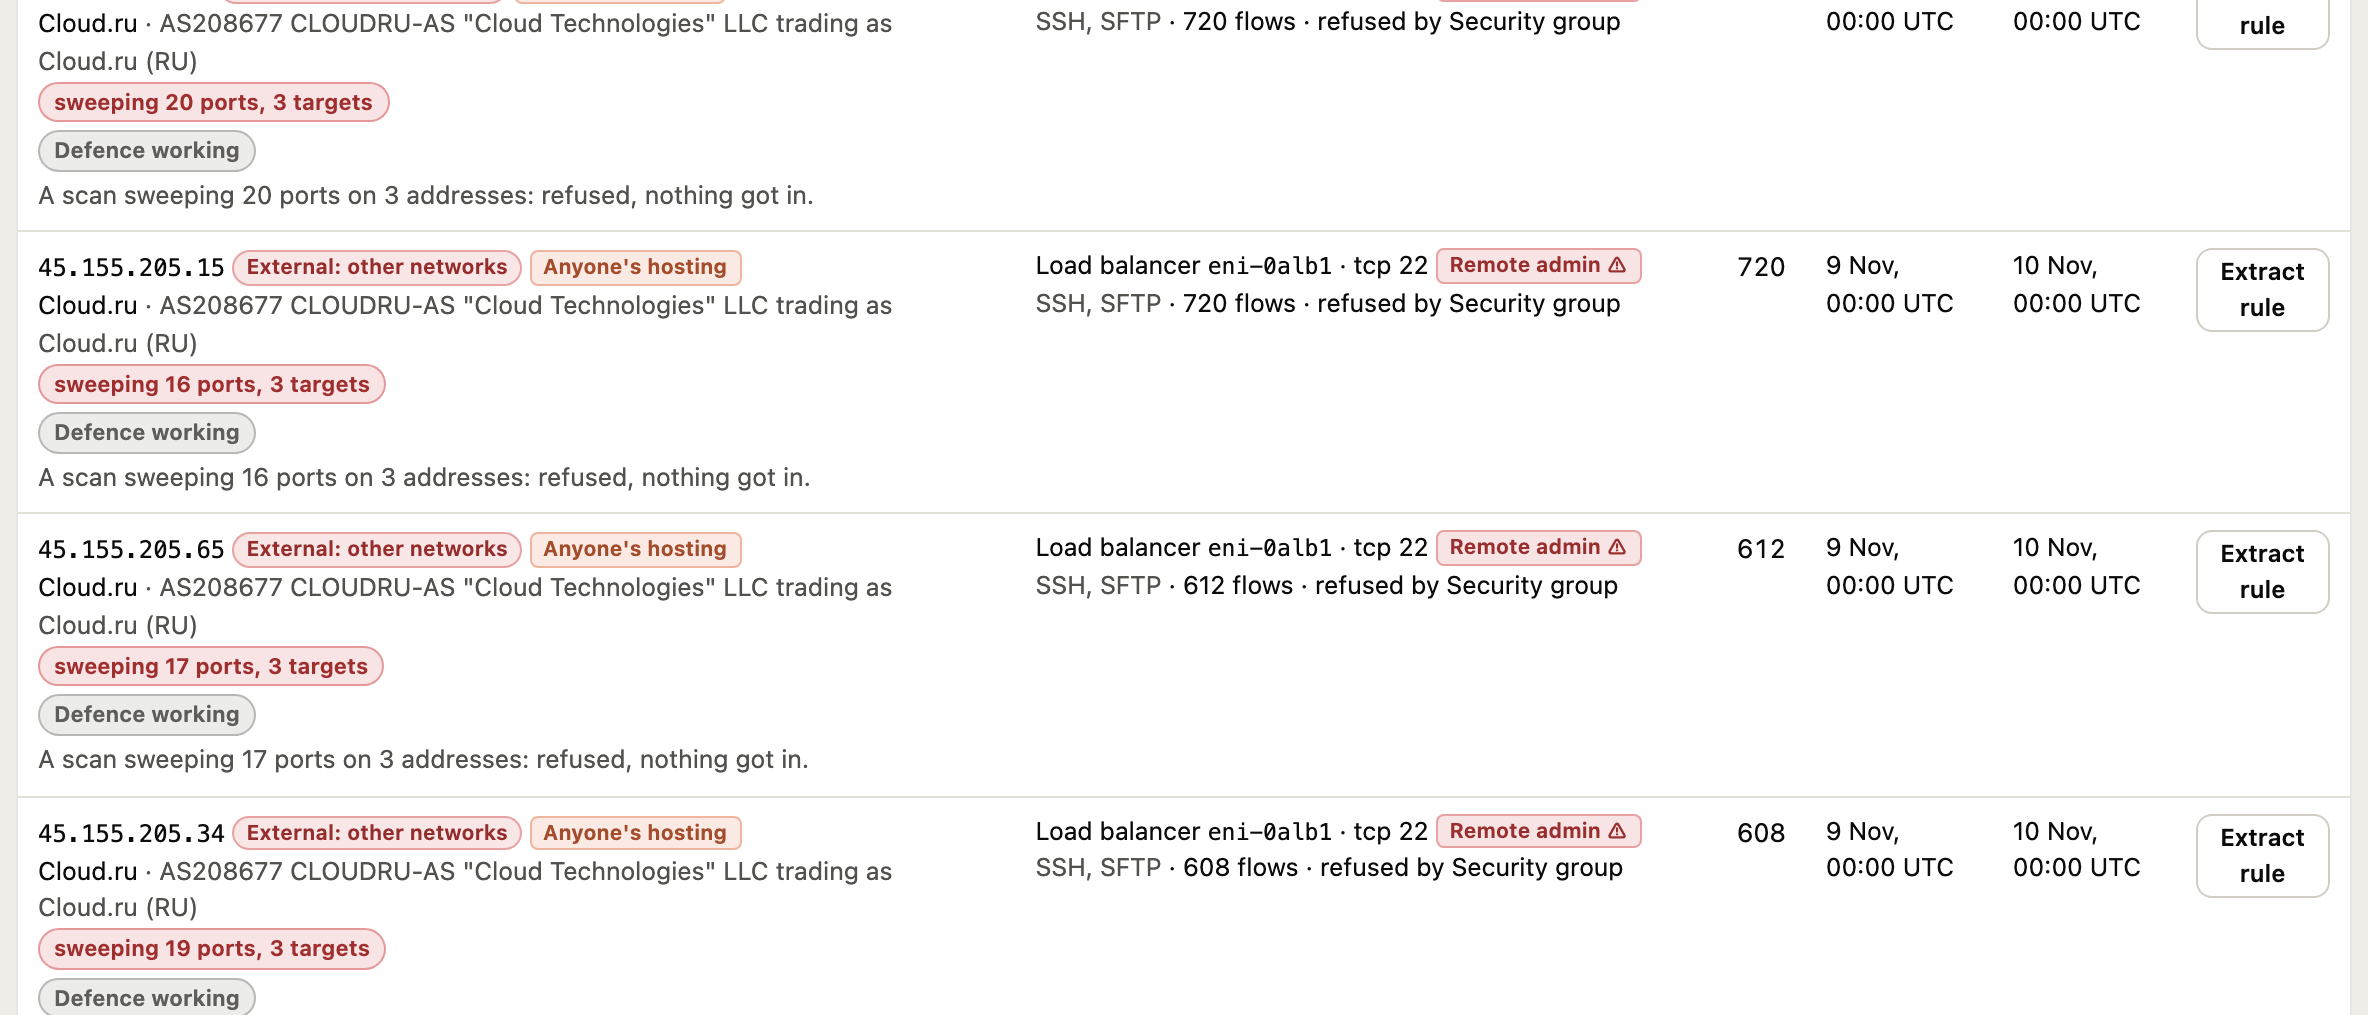 Cloud.ru · AS208677 CLOUDRU-AS "Cloud Technologies" LLC trading as
Cloud.ru (RU)
sweeping 20 ports, 3 targets
Defence working
A scan sweeping 20 ports on 3 addresses: refused, nothing got in.
SSH, SFTP · 720 flows · refused by Security group
00:00 UTC
00:00 UTC
rule
45.155.205.15 External: other networks Anyone's hosting
Cloud.ru · AS208677 CLOUDRU-AS "Cloud Technologies" LLC trading as
Cloud.ru (RU)
sweeping 16 ports, 3 targets
Defence working
A scan sweeping 16 ports on 3 addresses: refused, nothing got in.
Load balancer eni-0alb1 · tcp 22 Remote admin ⚠
SSH, SFTP · 720 flows · refused by Security group
720
9 Nov,
00:00 UTC
10 Nov,
00:00 UTC
Extract
rule
45.155.205.65 External: other networks Anyone's hosting
Cloud.ru · AS208677 CLOUDRU-AS "Cloud Technologies" LLC trading as
Cloud.ru (RU)
sweeping 17 ports, 3 targets
Defence working
A scan sweeping 17 ports on 3 addresses: refused, nothing got in.
Load balancer eni-0alb1 · tcp 22 Remote admin ⚠
SSH, SFTP · 612 flows · refused by Security group
612
9 Nov,
00:00 UTC
10 Nov,
00:00 UTC
Extract
rule
45.155.205.34 External: other networks Anyone's hosting
Cloud.ru · AS208677 CLOUDRU-AS "Cloud Technologies" LLC trading as
Cloud.ru (RU)
sweeping 19 ports, 3 targets
Defence working
Load balancer eni-0alb1 · tcp 22 Remote admin ⚠
SSH, SFTP · 608 flows · refused by Security group
608
9 Nov,
00:00 UTC
10 Nov,
00:00 UTC
Extract
rule